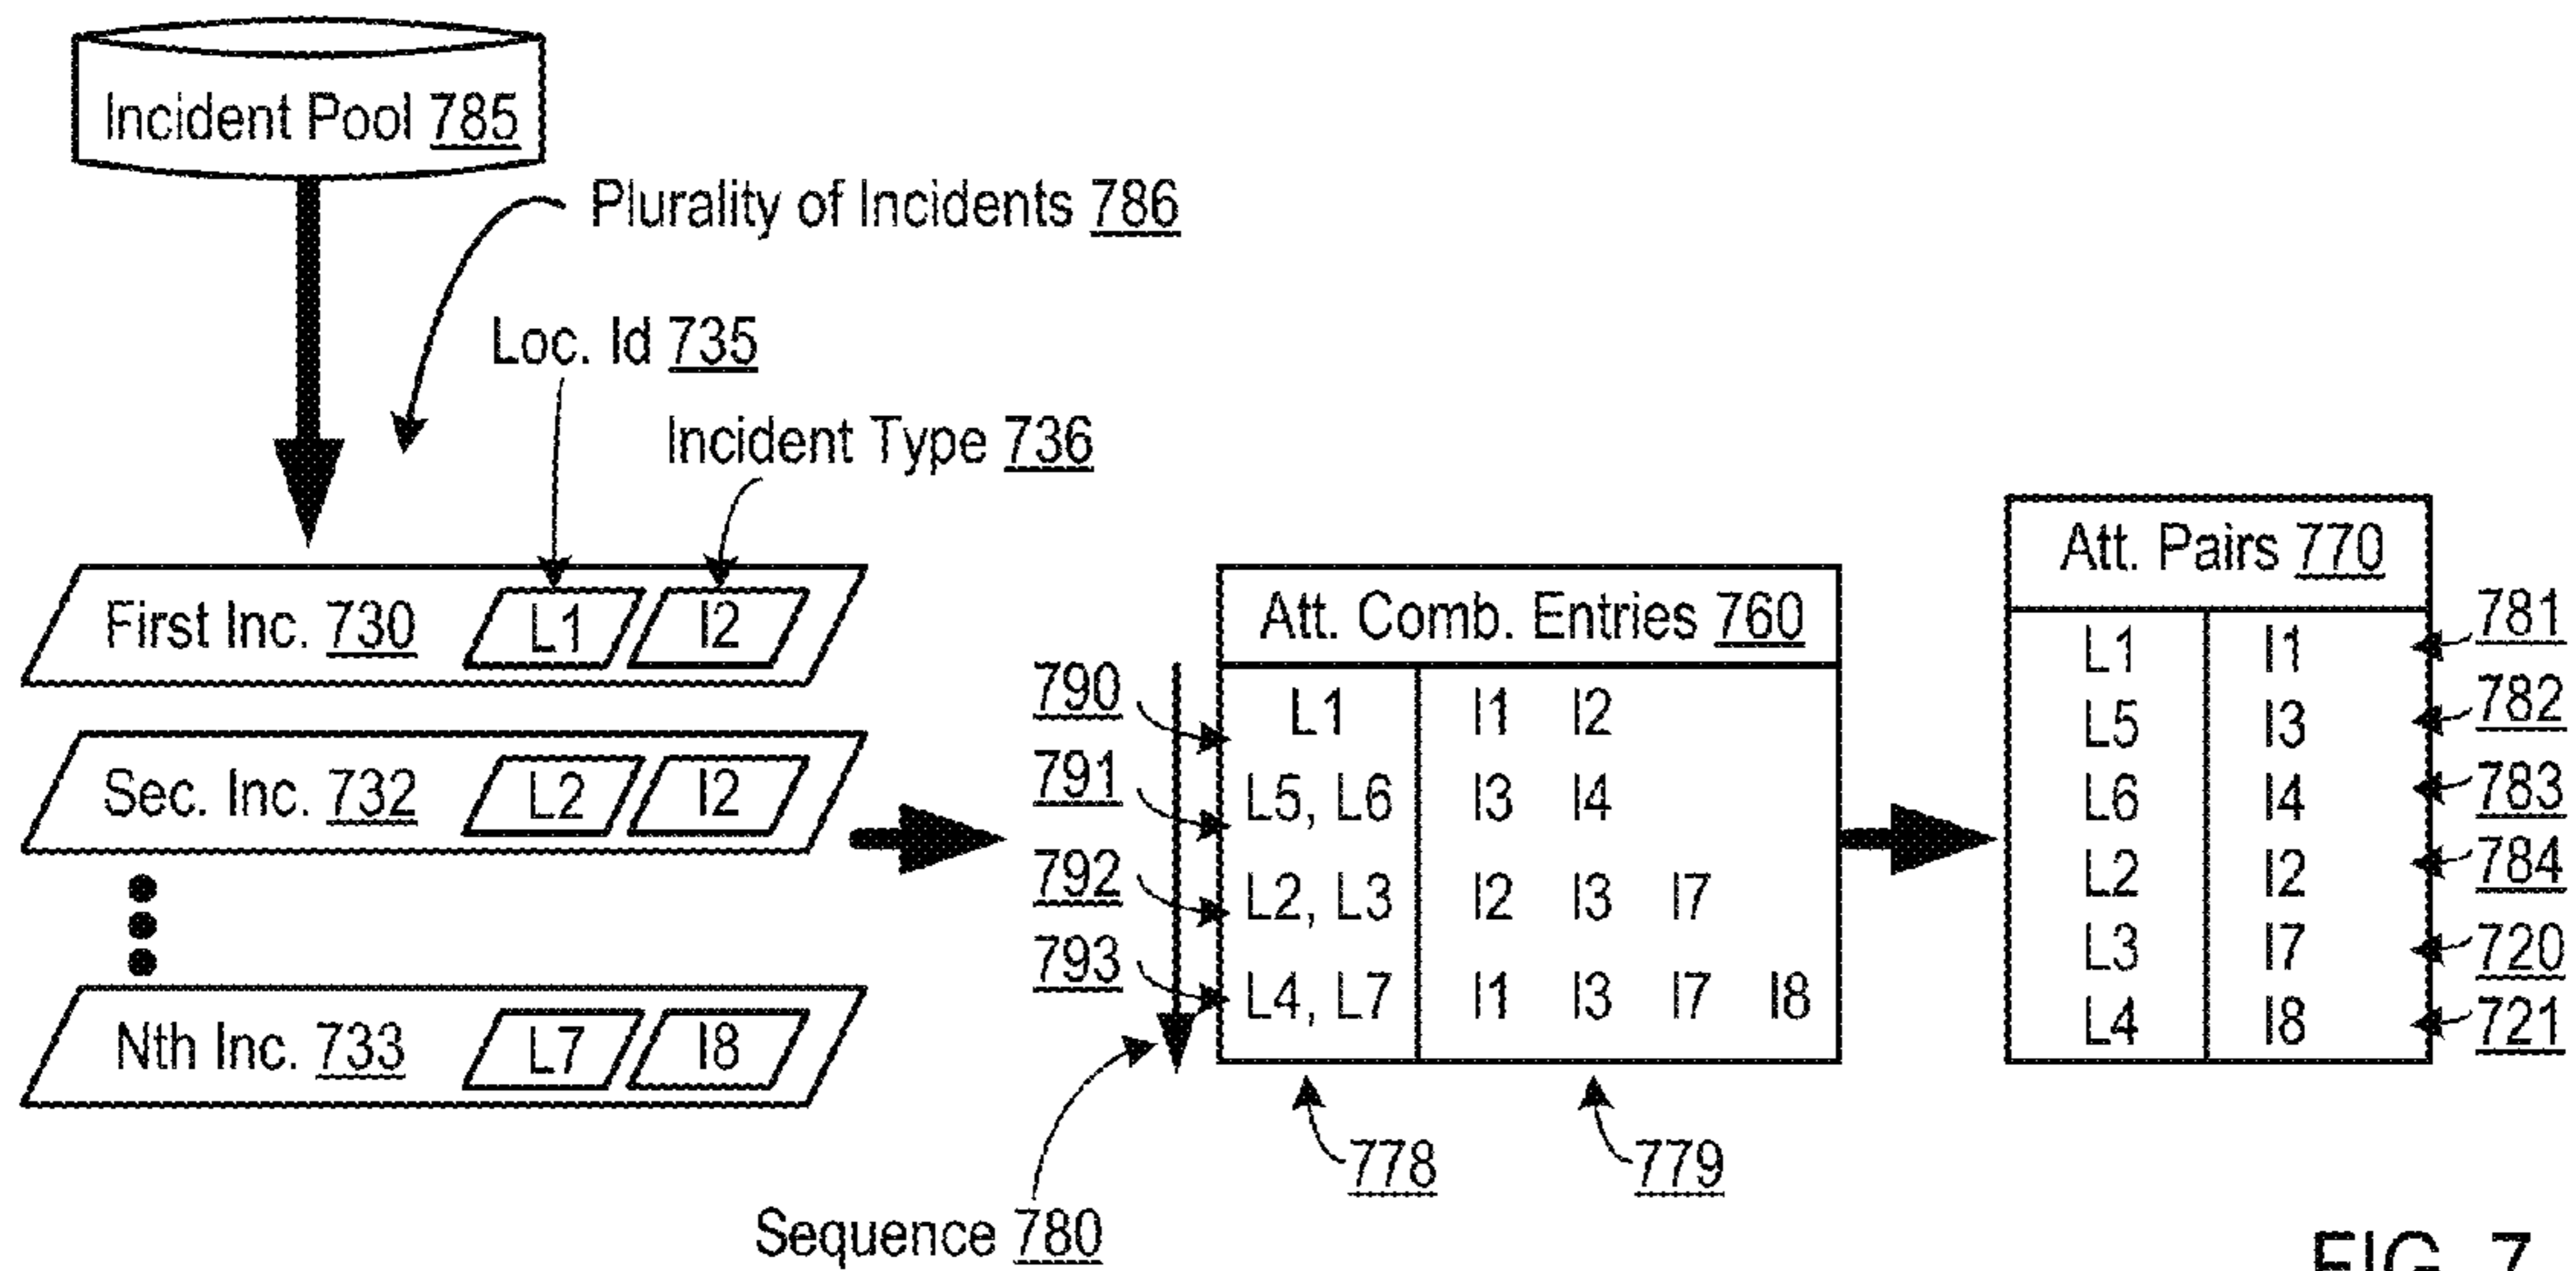 Incident Pool 785
Plurality of Incidents 786
Loc. Id 735
Incident Type 736
First Inc. 730 L1 I2
Sec. Inc. 732 L2 I2
Nth Inc. 733 L7 I8
Sequence 780
Att. Comb. Entries 760
790 L1 I1 I2
791 L5, L6 I3 I4
792 L2, L3 I2 I3 I7
793 L4, L7 I1 I3 I7 I8
778 779
Att. Pairs 770
L1 I1 781
L5 I3 782
L6 I4 783
L2 I2 784
L3 I7 720
L4 I8 721
FIG. 7